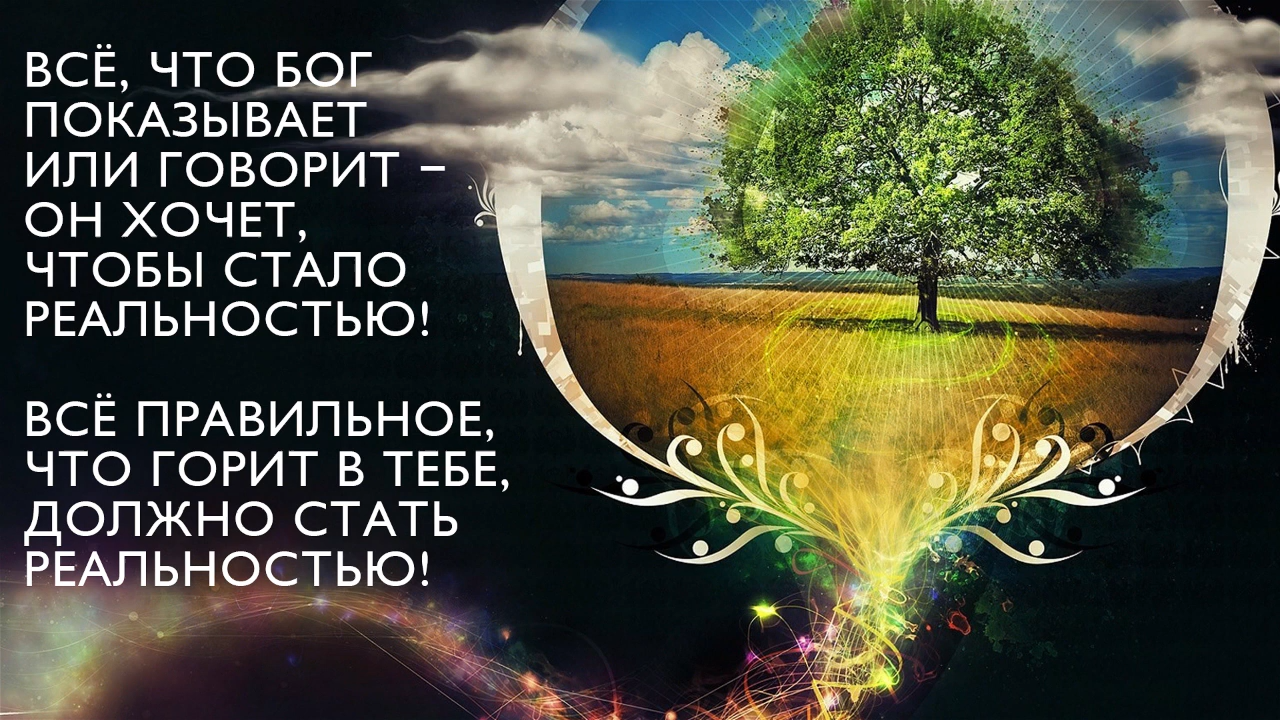 ВСЁ, ЧТО БОГ
ПОКАЗЫВАЕТ
ИЛИ ГОВОРИТ –
ОН ХОЧЕТ,
ЧТОБЫ СТАЛО
РЕАЛЬНОСТЬЮ!
ВСЁ ПРАВИЛЬНОЕ,
ЧТО ГОРИТ В ТЕБЕ,
ДОЛЖНО СТАТЬ
РЕАЛЬНОСТЬЮ!